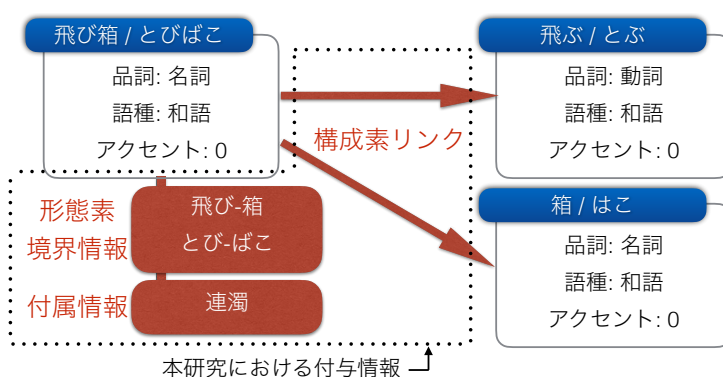 飛び箱 / とびばこ
品詞: 名詞
語種: 和語
アクセント: 0
飛ぶ / とぶ
品詞: 動詞
語種: 和語
アクセント: 0
構成素リンク
形態素
境界情報
飛び-箱
とび-ばこ
付属情報
連濁
箱 / はこ
品詞: 名詞
語種: 和語
アクセント: 0
本研究における付与情報